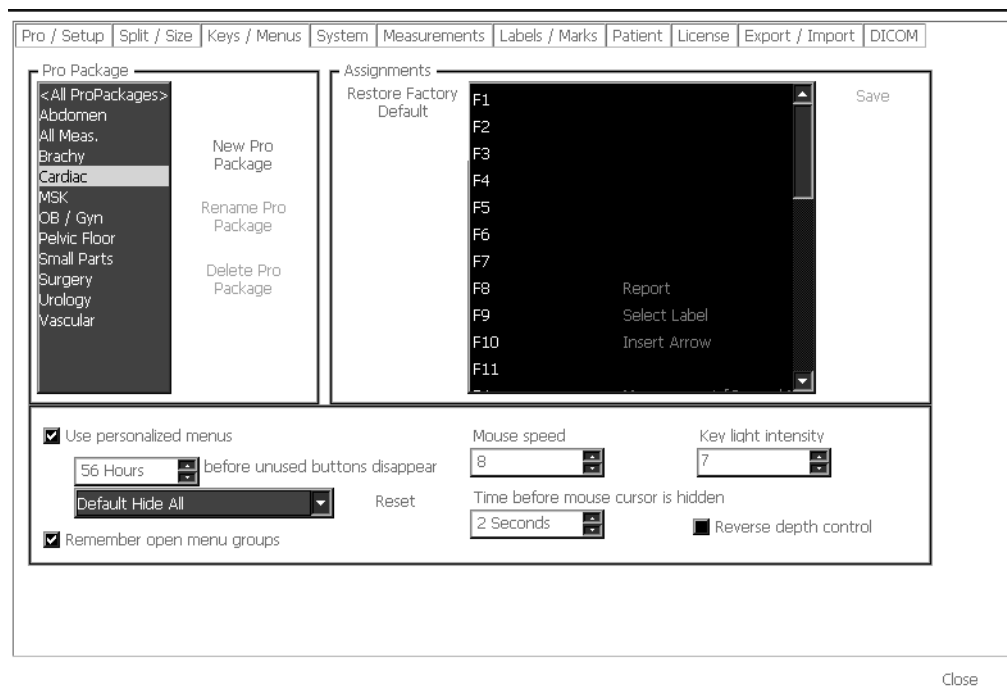 Pro / Setup Split / Size Keys / Menus System Measurements Labels / Marks Patient License Export / Import DICOM
Pro Package
<All ProPackages>
Abdomen
All Meas.
Brachy
Cardiac
MSK
OB / Gyn
Pelvic Floor
Small Parts
Surgery
Urology
Vascular
New Pro
Package
Rename Pro
Package
Delete Pro
Package
Assignments
Restore Factory
Default
F1
F2
F3
F4
F5
F6
F7
F8 Report
F9 Select Label
F10 Insert Arrow
F11
Save
Use personalized menus
56 Hours before unused buttons disappear
Default Hide All Reset
Remember open menu groups
Mouse speed
8
Time before mouse cursor is hidden
2 Seconds
Key light intensity
7
Reverse depth control
Close